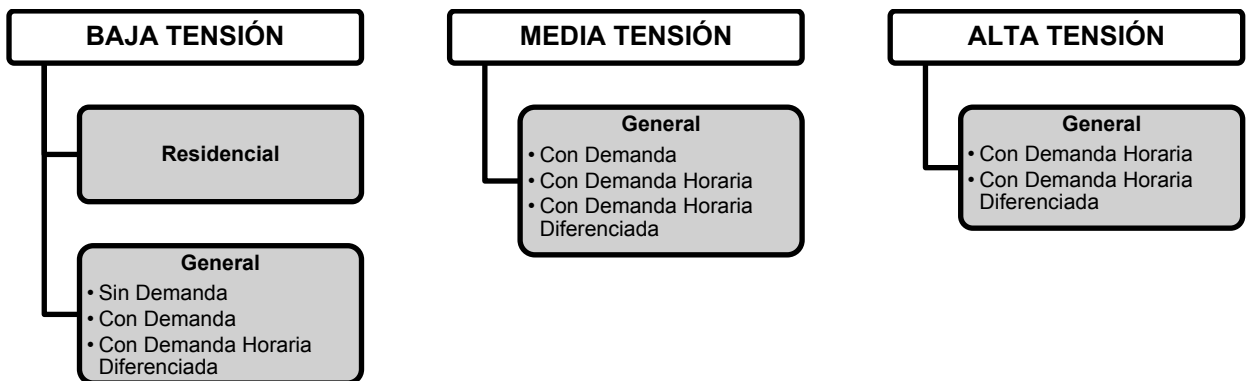 BAJA TENSIÓN
Residencial
General
• Sin Demanda
• Con Demanda
• Con Demanda Horaria
Diferenciada
MEDIA TENSIÓN
General
• Con Demanda
• Con Demanda Horaria
• Con Demanda Horaria
Diferenciada
ALTA TENSIÓN
General
• Con Demanda Horaria
• Con Demanda Horaria
Diferenciada